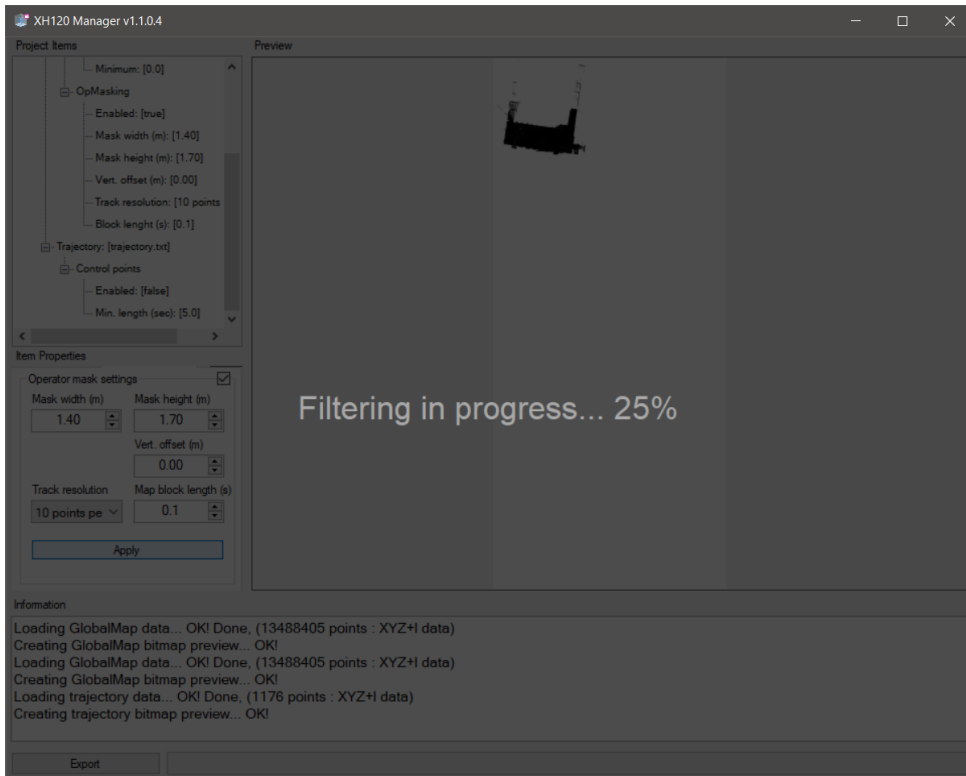 XH120 Manager v1.1.0.4
Project Items
Preview
Minimum: [0.0]
OpMasking
Enabled: [true]
Mask width (m): [1.40]
Mask height (m): [1.70]
Vert. offset (m): [0.00]
Track resolution: [10 points
Block lenght (s): [0.1]
Trajectory: [trajectory.txt]
Control points
Enabled: [false]
Min. length (sec): [5.0]
Item Properties
Operator mask settings
Mask width (m) Mask height (m)
1.40 1.70
Vert. offset (m)
0.00
Track resolution Map block length (s)
10 points pe 0.1
Apply
Filtering in progress... 25%
Information
Loading GlobalMap data... OK! Done, (13488405 points : XYZ+I data)
Creating GlobalMap bitmap preview... OK!
Loading GlobalMap data... OK! Done, (13488405 points : XYZ+I data)
Creating GlobalMap bitmap preview... OK!
Loading trajectory data... OK! Done, (1176 points : XYZ+I data)
Creating trajectory bitmap preview... OK!
Export